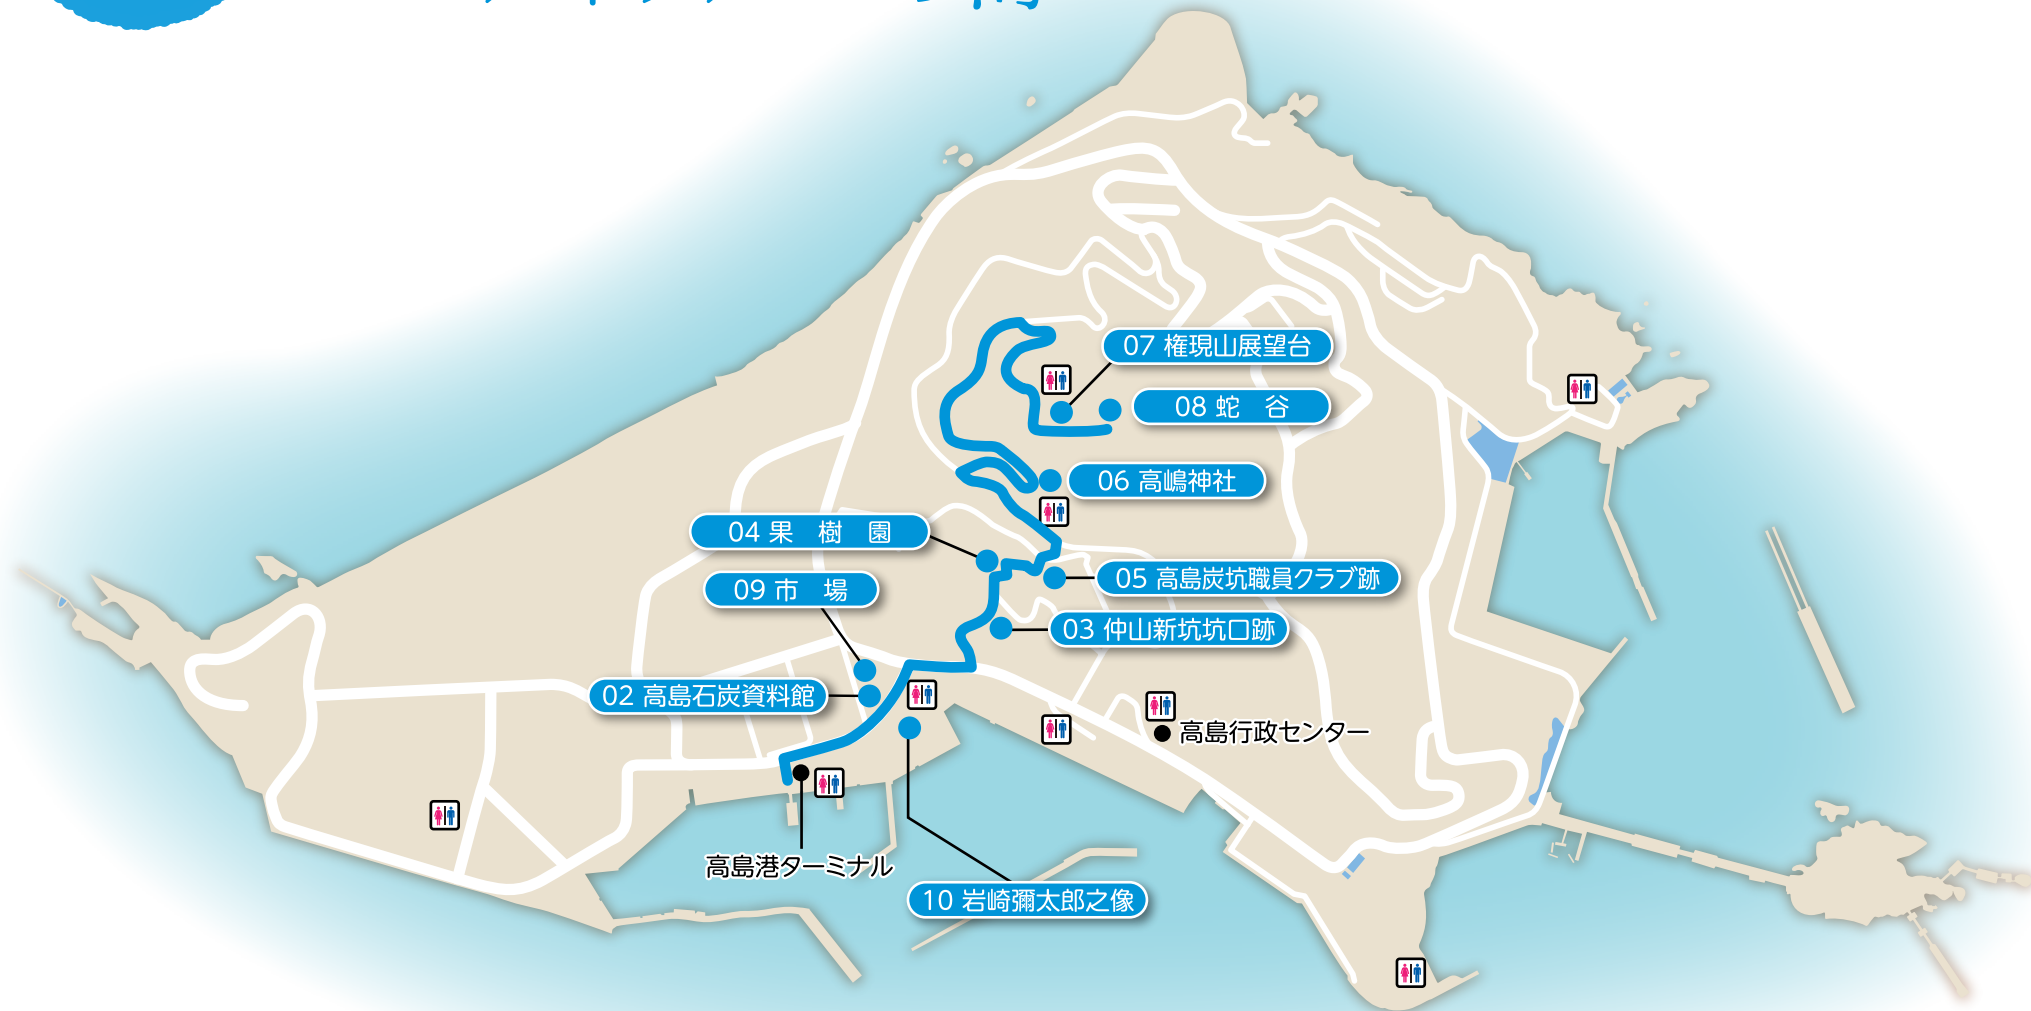 07 権現山展望台
08 蛇　谷
06 高嶋神社
04 果　樹　園
05 高島炭坑職員クラブ跡
09 市　場
03 仲山新坑坑口跡
02 高島石炭資料館
高島行政センター
高島港ターミナル
10 岩崎彌太郎之像